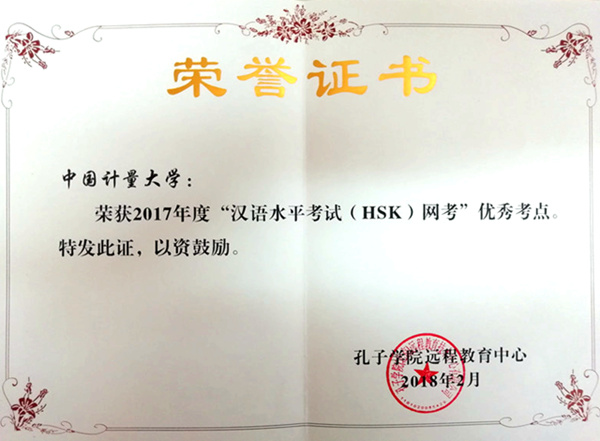 荣誉证书
中国计量大学：
荣获2017年度“汉语水平考试（HSK）网考”优秀考点。
特发此证，以资鼓励。
孔子学院远程教育中心
2018年2月